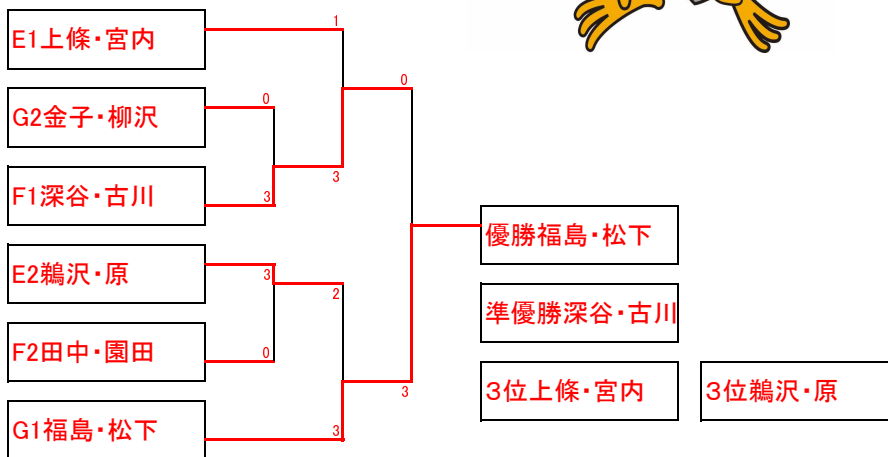 E1上條・宮内
1
G2金子・柳沢
0
0
F1深谷・古川
3
3
優勝福島・松下
E2鵜沢・原
3
2
準優勝深谷・古川
F2田中・園田
0
3位上條・宮内
3位鵜沢・原
3
G1福島・松下
3